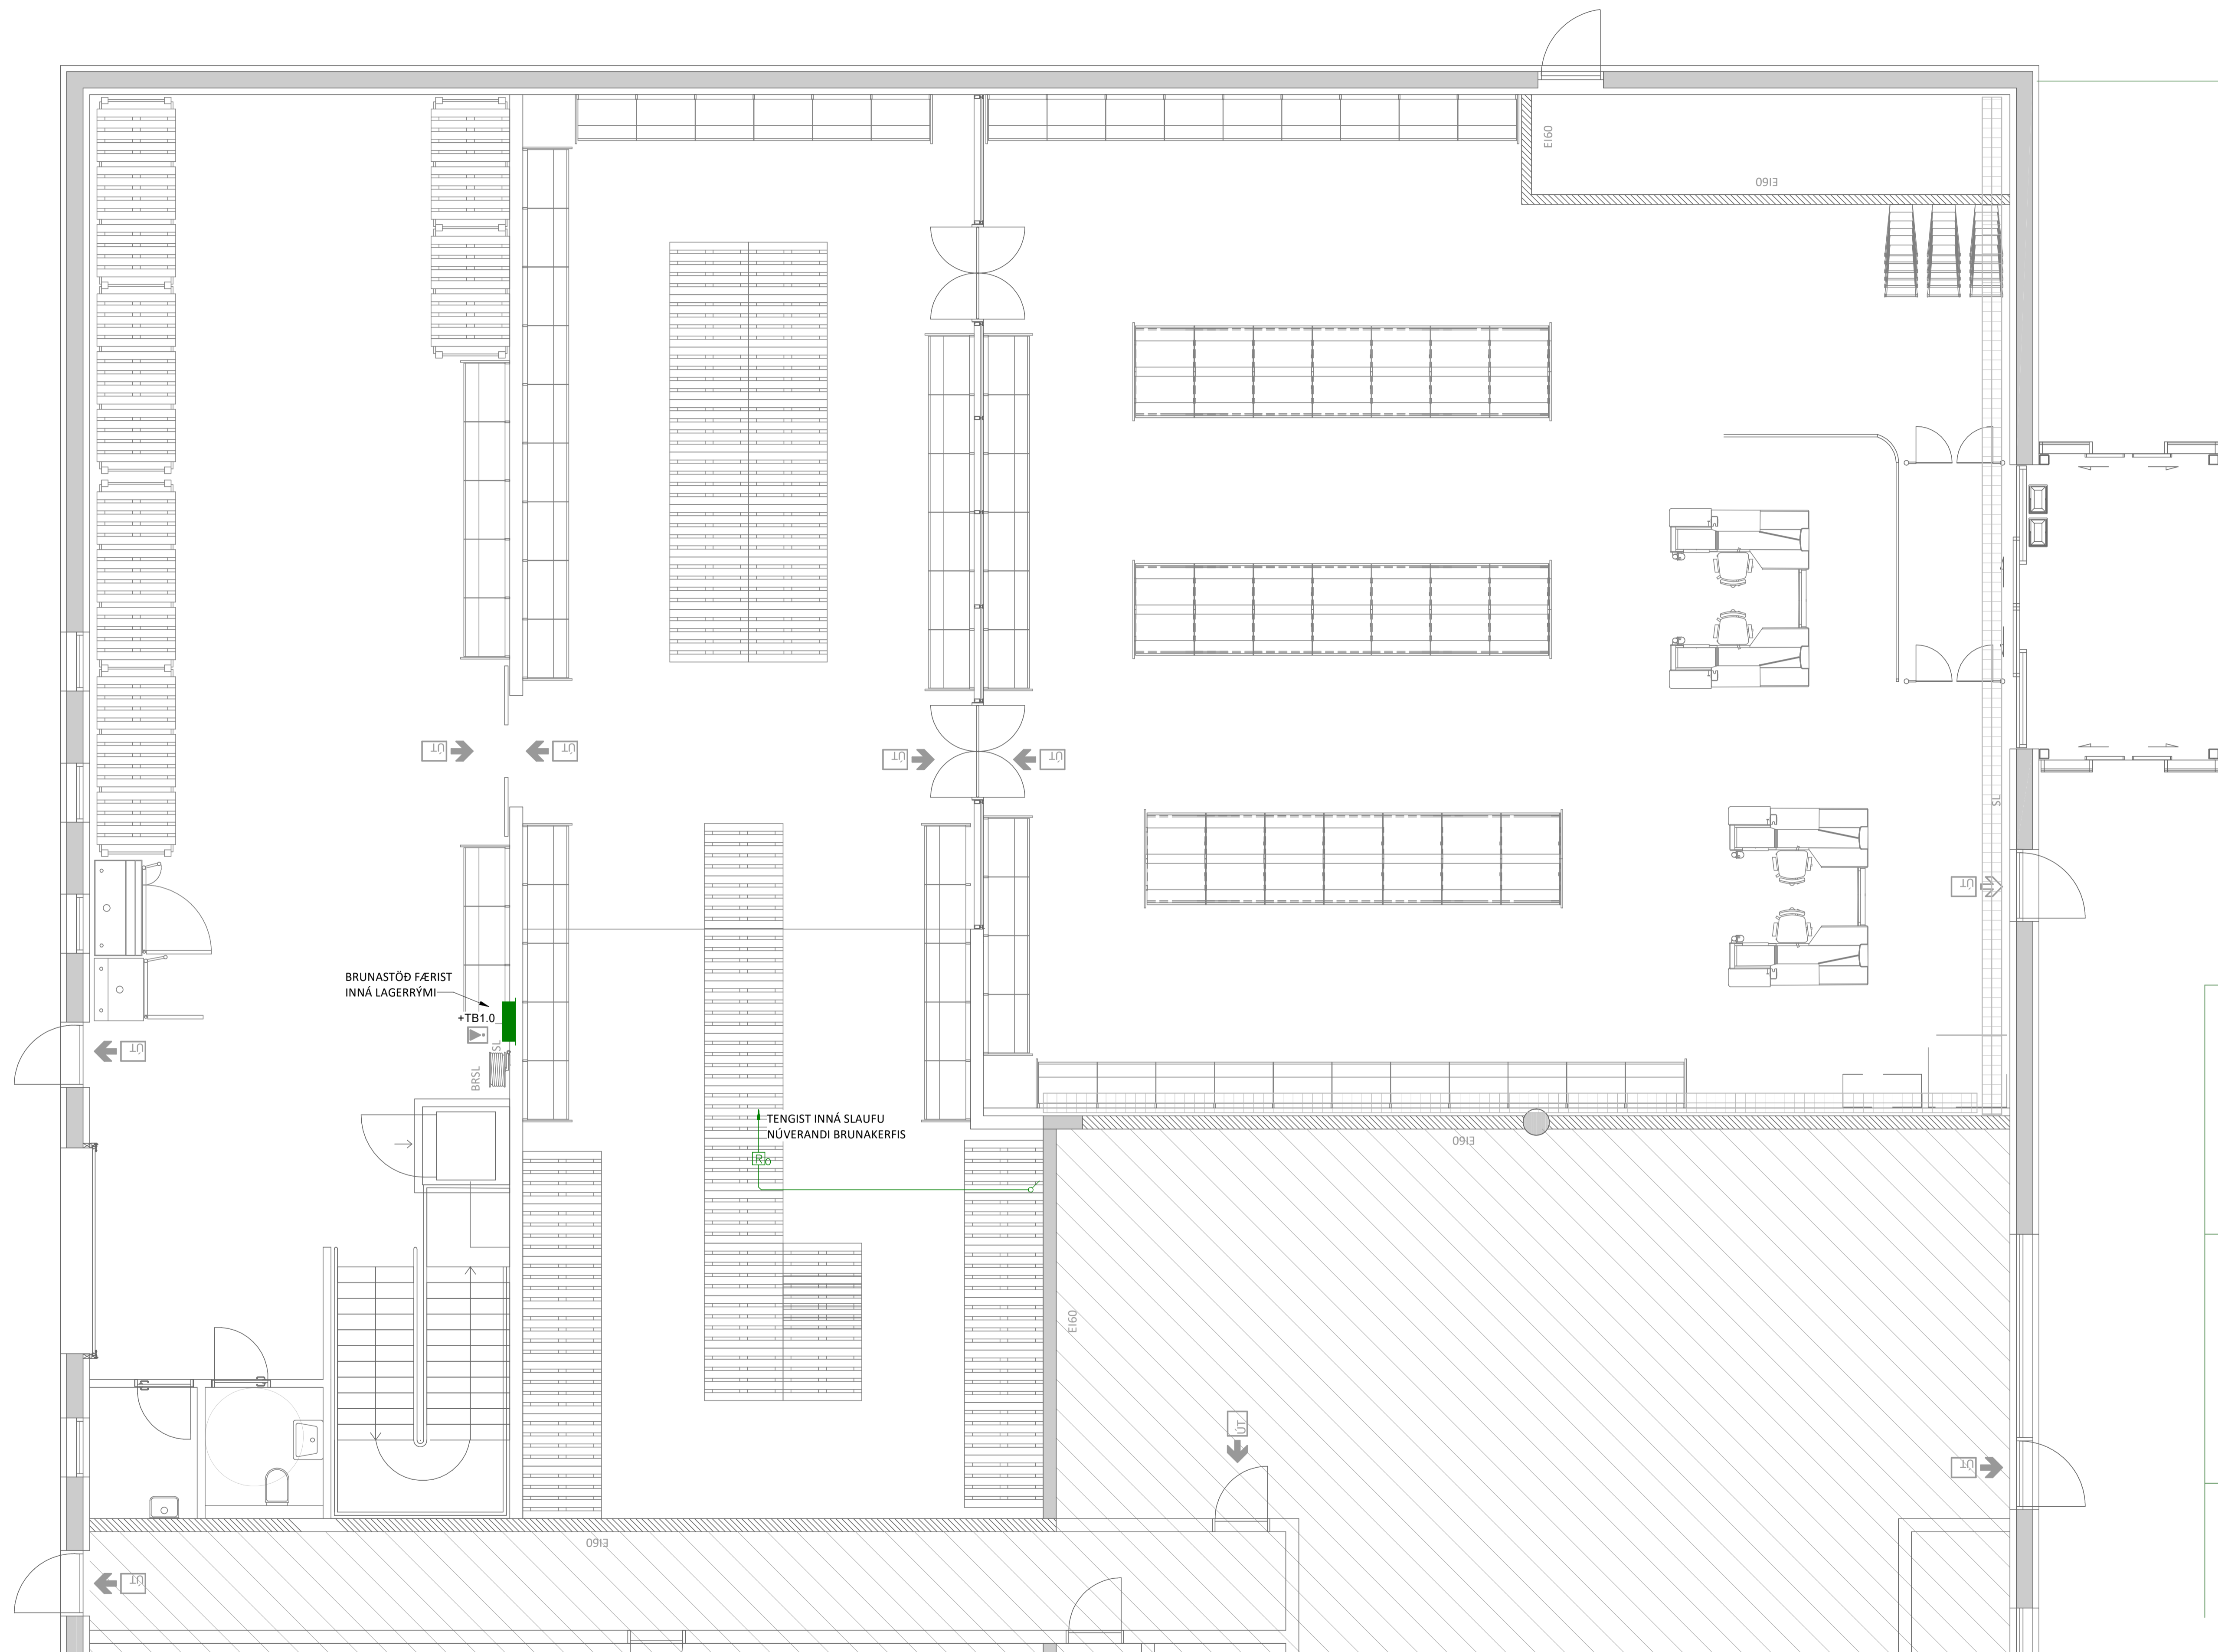 EI60
EI60
ÚT
ÚT
ÚT
ÚT
SL
ÚT
BRUNASTÖÐ FÆRIST
INNÁ LAGERRÝMI
+TB1.0
SL
ÚT
BRSL
TENGIST INNÁ SLAUFU
NÚVERANDI BRUNAKERFIS
EI60
R
EI60
ÚT
ÚT
EI60
ÚT